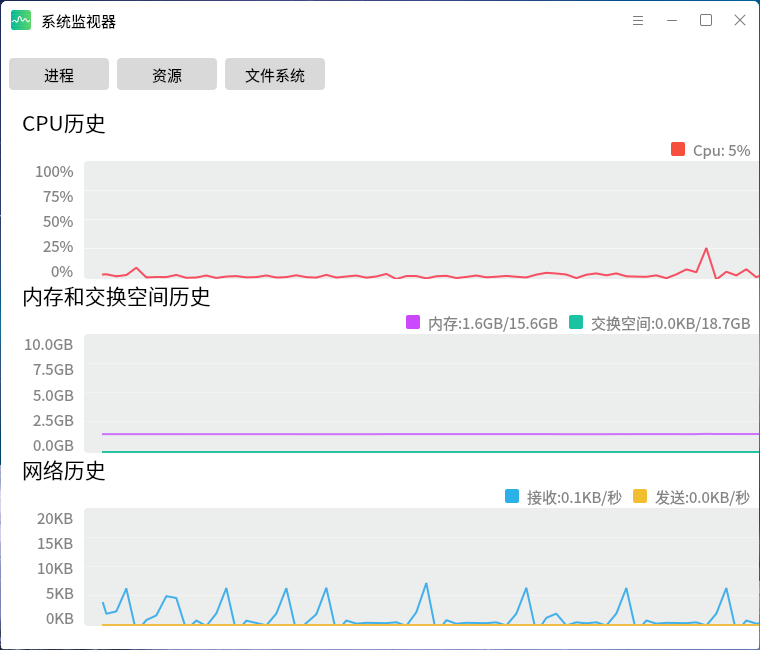 系统监视器
进程 资源 文件系统
CPU历史
Cpu: 5%
100%
75%
50%
25%
0%
内存和交换空间历史
内存:1.6GB/15.6GB 交换空间:0.0KB/18.7GB
10.0GB
7.5GB
5.0GB
2.5GB
0.0GB
网络历史
接收:0.1KB/秒 发送:0.0KB/秒
20KB
15KB
10KB
5KB
0KB